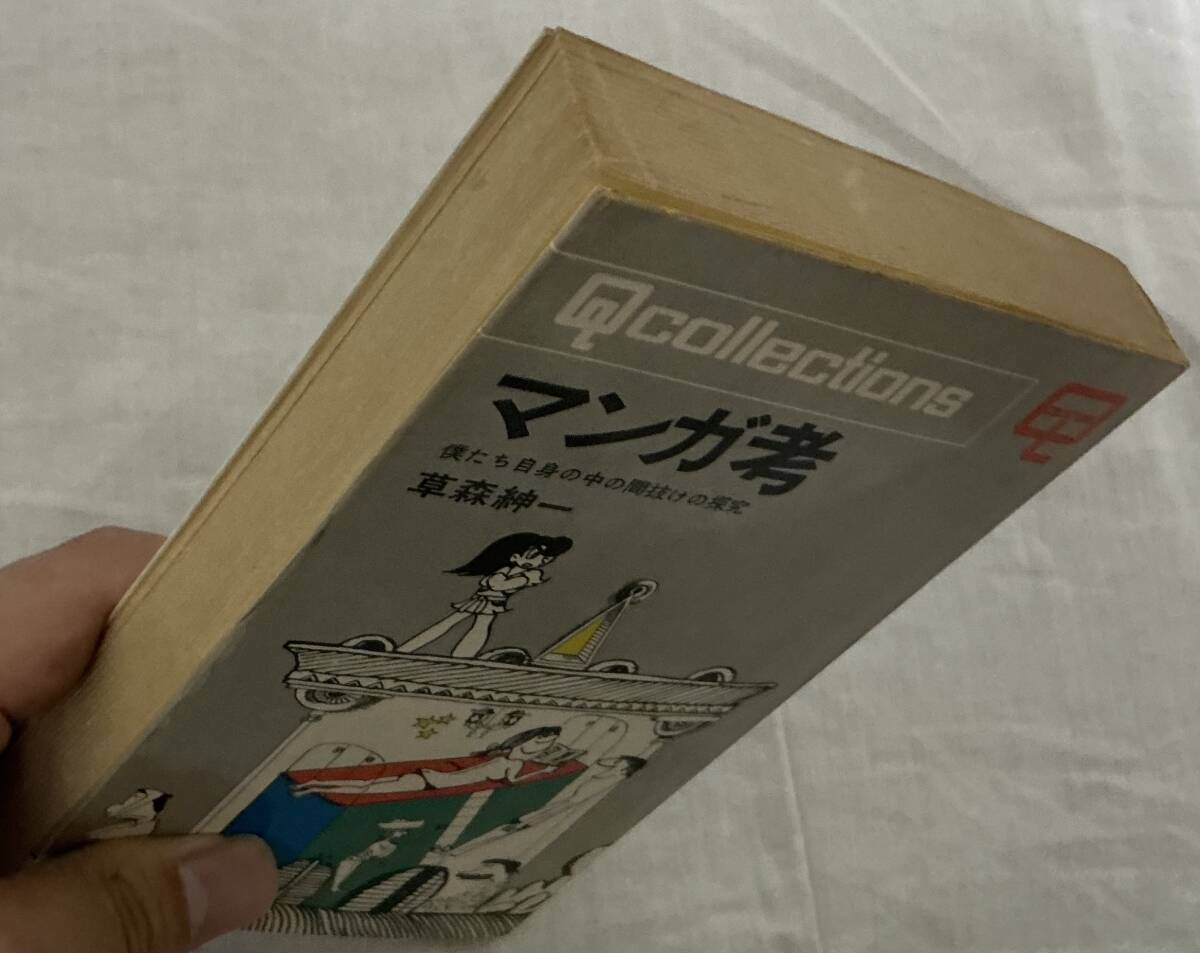 collections
マンガ考
僕たち自身の中の間抜けの探究
草森紳一